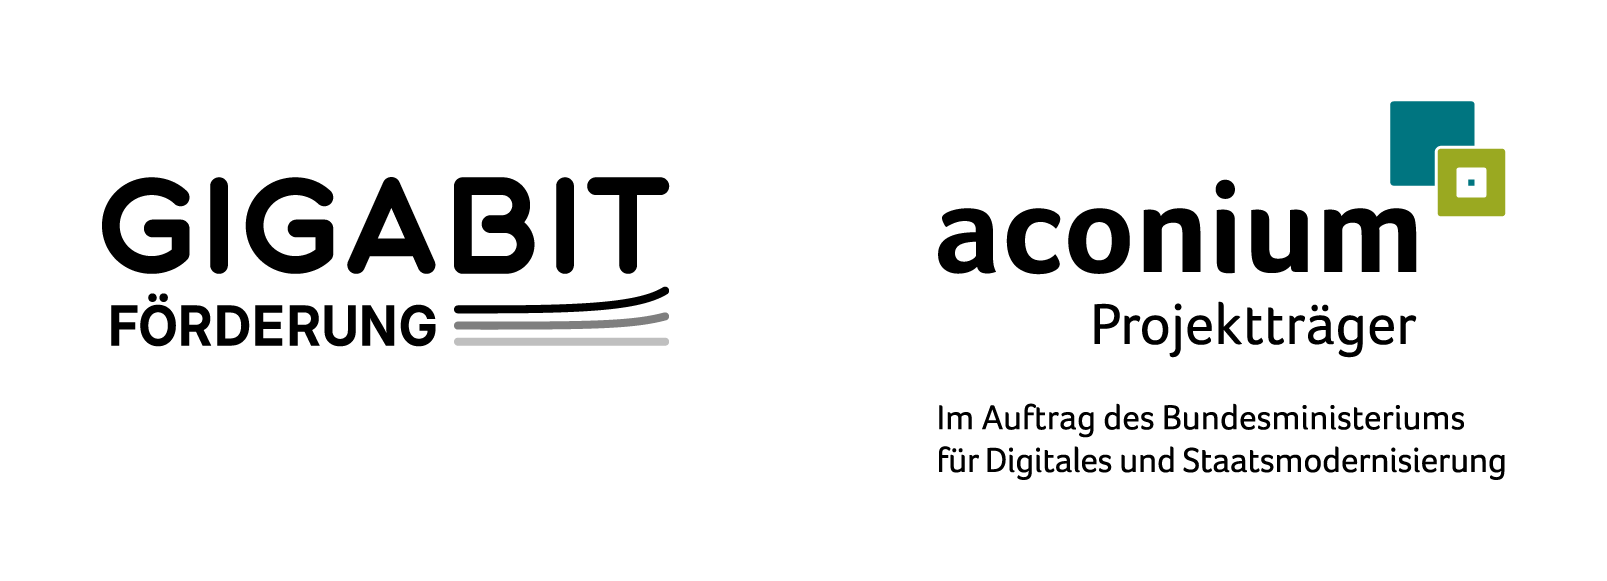 GIGABIT
FÖRDERUNG
aconium
Projektträger
Im Auftrag des Bundesministeriums
für Digitales und Staatsmodernisierung